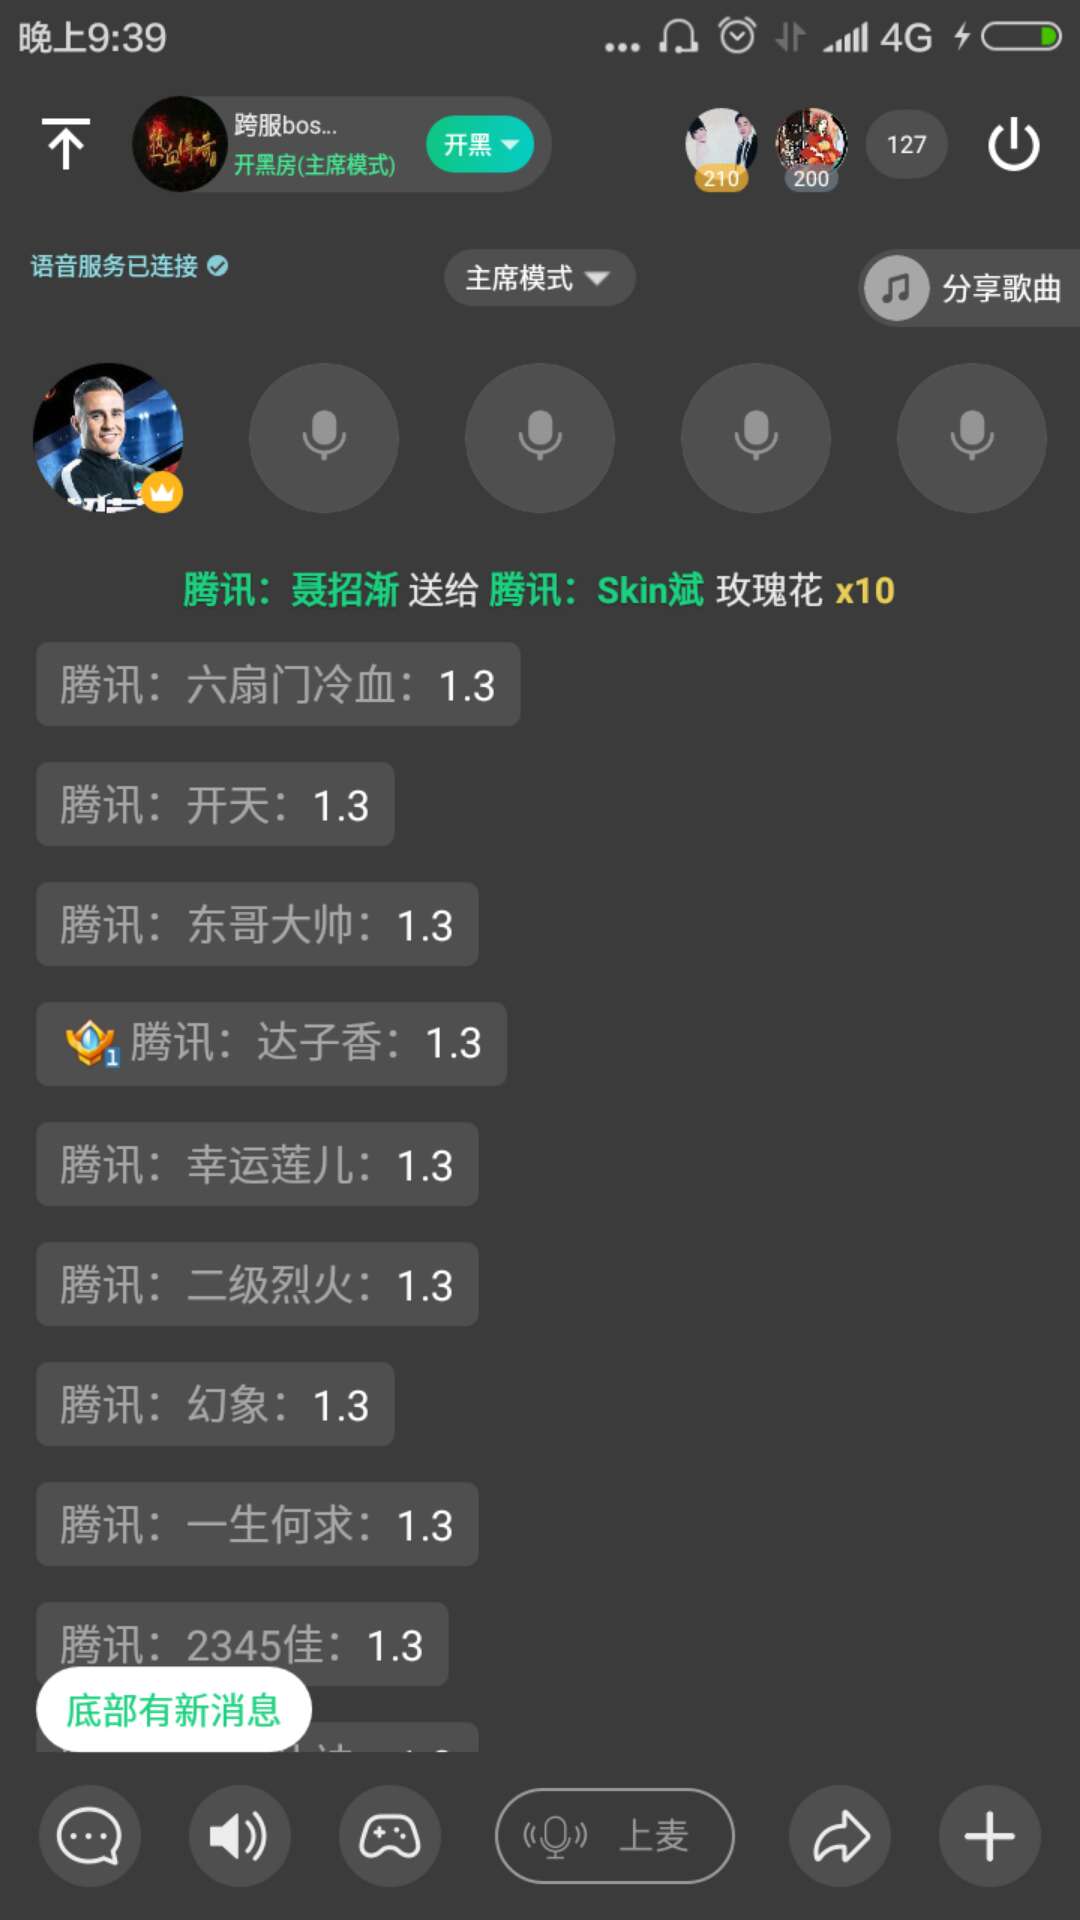 晚上9:39
4G
热血传奇
跨服bos...
开黑房(主席模式)
开黑
210
200
127
语音服务已连接
主席模式
分享歌曲
腾讯：聂招渐 送给 腾讯：Skin斌 玫瑰花 x10
腾讯：六扇门冷血：1.3
腾讯：开天：1.3
腾讯：东哥大帅：1.3
1 腾讯：达子香：1.3
腾讯：幸运莲儿：1.3
腾讯：二级烈火：1.3
腾讯：幻象：1.3
腾讯：一生何求：1.3
腾讯：2345佳：1.3
底部有新消息
上麦